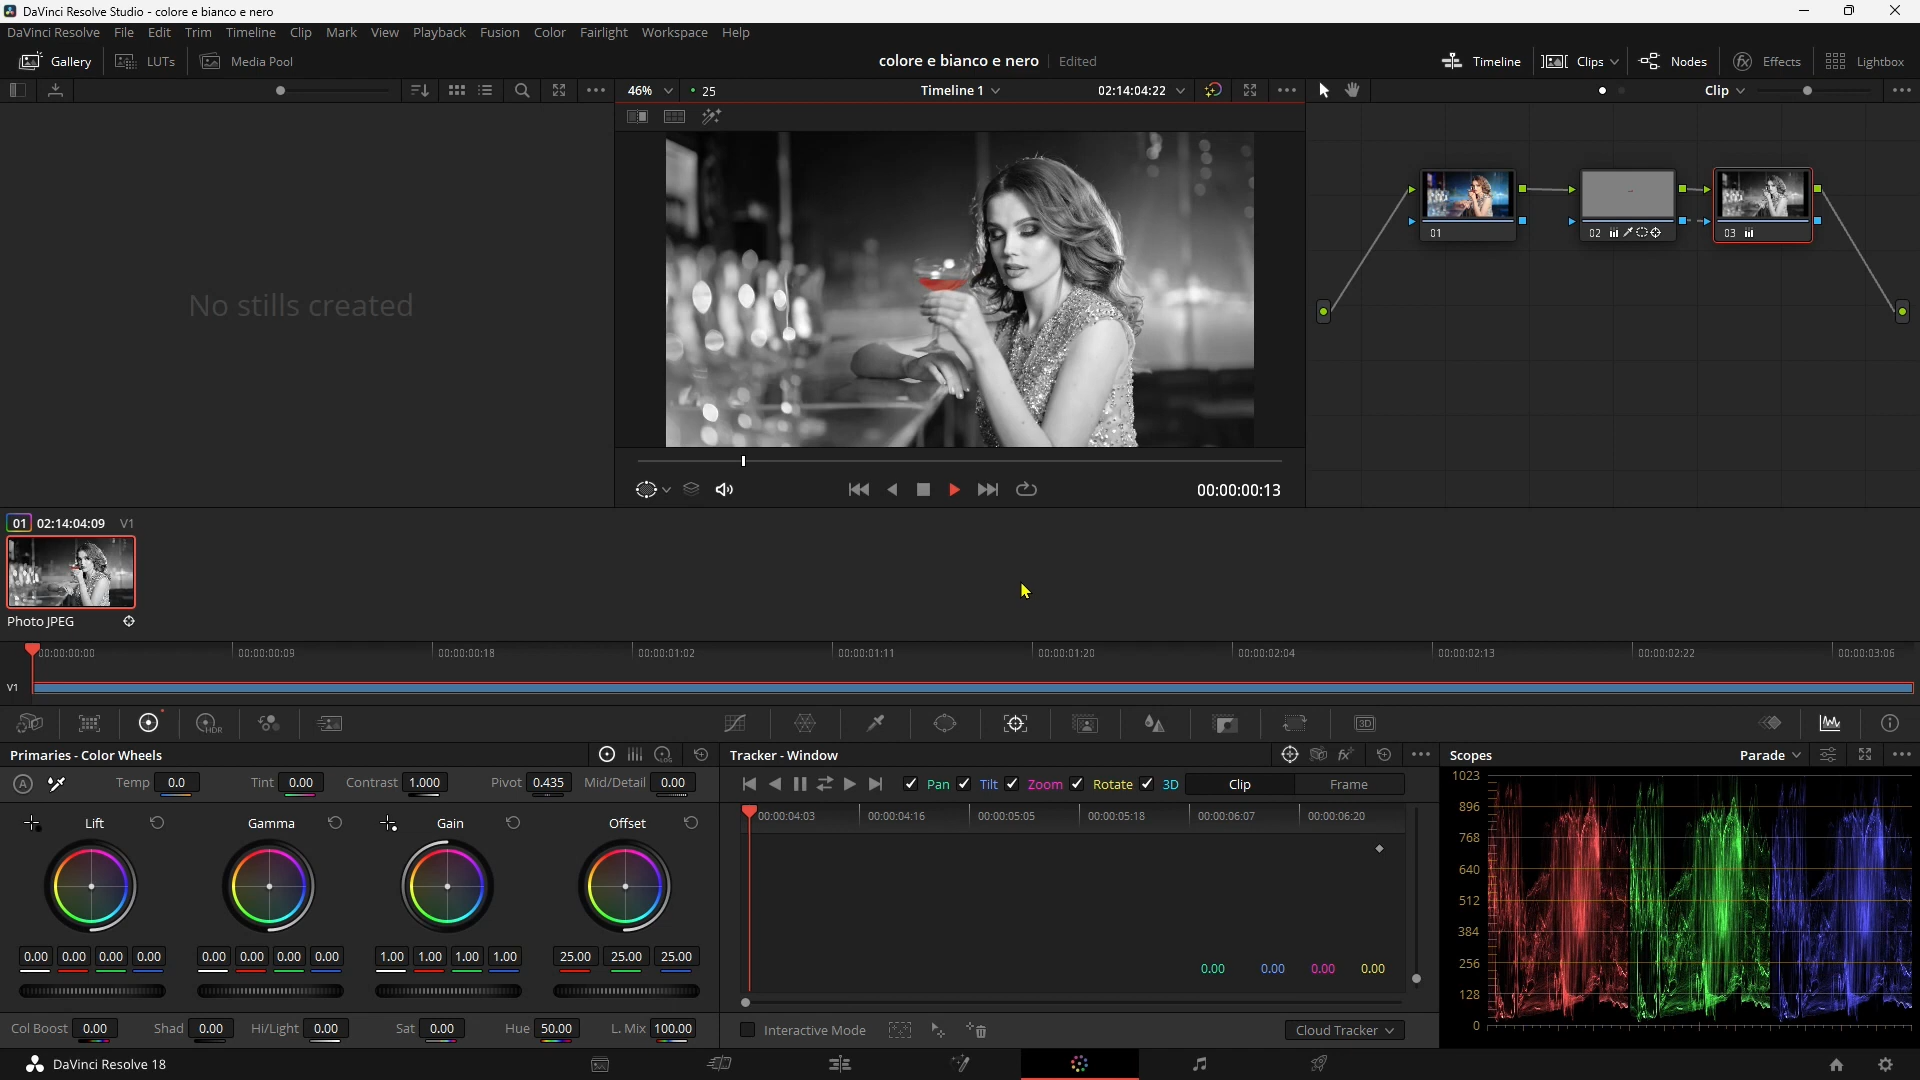 DaVinci Resolve Studio - colore e bianco e nero
DaVinci Resolve File Edit Trim Timeline Clip Mark View Playback Fusion Color Fairlight Workspace Help
Gallery LUTs Media Pool colore e bianco e nero Edited Timeline Clips Nodes Effects Lightbox
46% 25 Timeline 1 02:14:04:22 Clip
01 02 03
No stills created
00:00:00:13
01 02:14:04:09 V1
Photo JPEG
00:00:00:00 00:00:00:09 00:00:00:18 00:00:01:02 00:00:01:11 00:00:01:20 00:00:02:04 00:00:02:13 00:00:02:22 00:00:03:06
V1
HDR 3D
Primaries - Color Wheels LOG Tracker - Window fx Scopes Parade
A Temp 0.0 Tint 0.00 Contrast 1.000 Pivot 0.435 Mid/Detail 0.00 Pan Tilt Zoom Rotate 3D Clip Frame
Lift Gamma Gain Offset
00:00:04:03 00:00:04:16 00:00:05:05 00:00:05:18 00:00:06:07 00:00:06:20
0.00 0.00 0.00 0.00 0.00 0.00 0.00 0.00 1.00 1.00 1.00 1.00 25.00 25.00 25.00
0.00 0.00 0.00 0.00
1023
896
768
640
512
384
256
128
0
Col Boost 0.00 Shad 0.00 Hi/Light 0.00 Sat 0.00 Hue 50.00 L. Mix 100.00 Interactive Mode Cloud Tracker
DaVinci Resolve 18